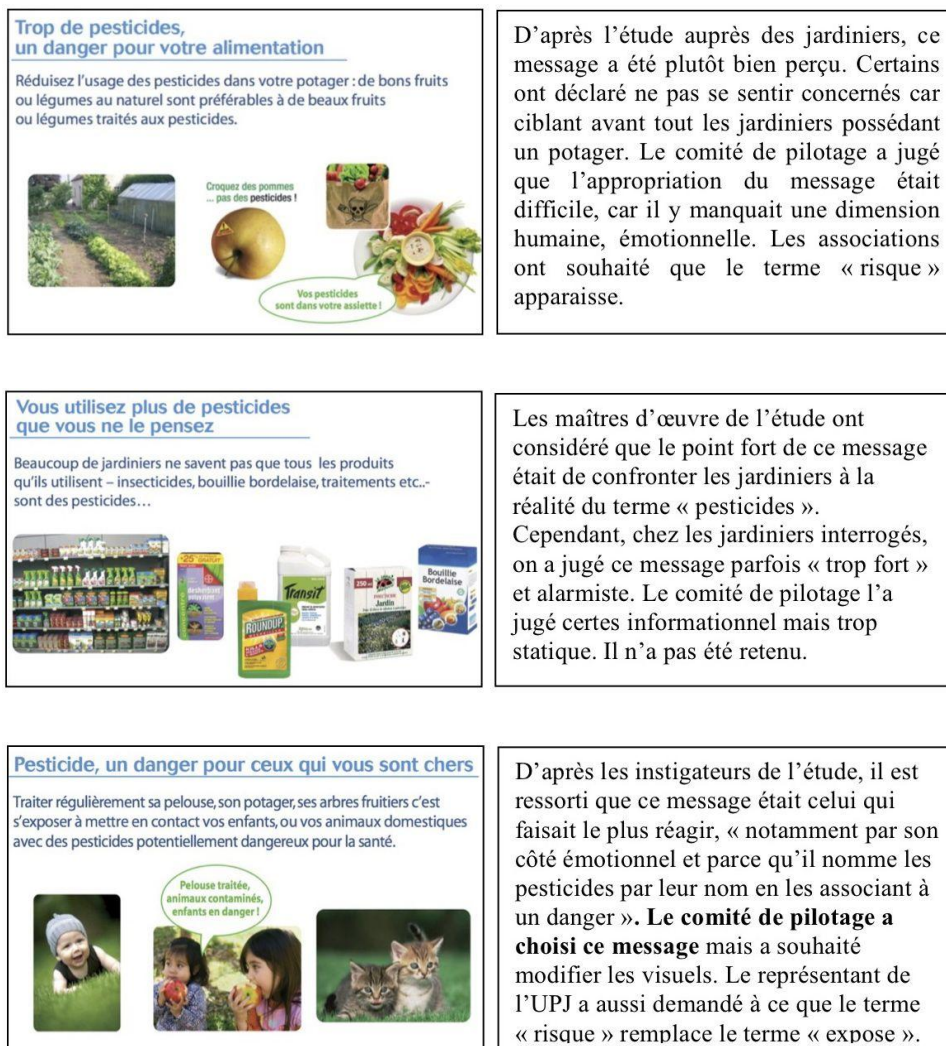 Trop de pesticides,
un danger pour votre alimentation
Réduisez l'usage des pesticides dans votre potager : de bons fruits
ou légumes au naturel sont préférables à de beaux fruits
ou légumes traités aux pesticides.
Croquez des pommes
... pas des pesticides !
Vos pesticides
sont dans votre assiette !
D'après l'étude auprès des jardiniers, ce
message a été plutôt bien perçu. Certains
ont déclaré ne pas se sentir concernés car
ciblant avant tout les jardiniers possédant
un potager. Le comité de pilotage a jugé
que l'appropriation du message était
difficile, car il y manquait une dimension
humaine, émotionnelle. Les associations
ont souhaité que le terme « risque »
apparaisse.
Vous utilisez plus de pesticides
que vous ne le pensez
Beaucoup de jardiniers ne savent pas que tous les produits
qu'ils utilisent – insecticides, bouillie bordelaise, traitements etc..-
sont des pesticides…
ROUNDUP
Transit
250 ml
Jardin
Bouillie
Bordelaise
Les maîtres d'œuvre de l'étude ont
considéré que le point fort de ce message
était de confronter les jardiniers à la
réalité du terme « pesticides ».
Cependant, chez les jardiniers interrogés,
on a jugé ce message parfois « trop fort »
et alarmiste. Le comité de pilotage l'a
jugé certes informationnel mais trop
statique. Il n'a pas été retenu.
Pesticide, un danger pour ceux qui vous sont chers
Traiter régulièrement sa pelouse, son potager, ses arbres fruitiers c'est
s'exposer à mettre en contact vos enfants, ou vos animaux domestiques
avec des pesticides potentiellement dangereux pour la santé.
Pelouse traitée,
animaux contaminés,
enfants en danger !
D'après les instigateurs de l'étude, il est
ressorti que ce message était celui qui
faisait le plus réagir, « notamment par son
côté émotionnel et parce qu'il nomme les
pesticides par leur nom en les associant à
un danger ». Le comité de pilotage a
choisi ce message mais a souhaité
modifier les visuels. Le représentant de
l'UPJ a aussi demandé à ce que le terme
« risque » remplace le terme « expose ».